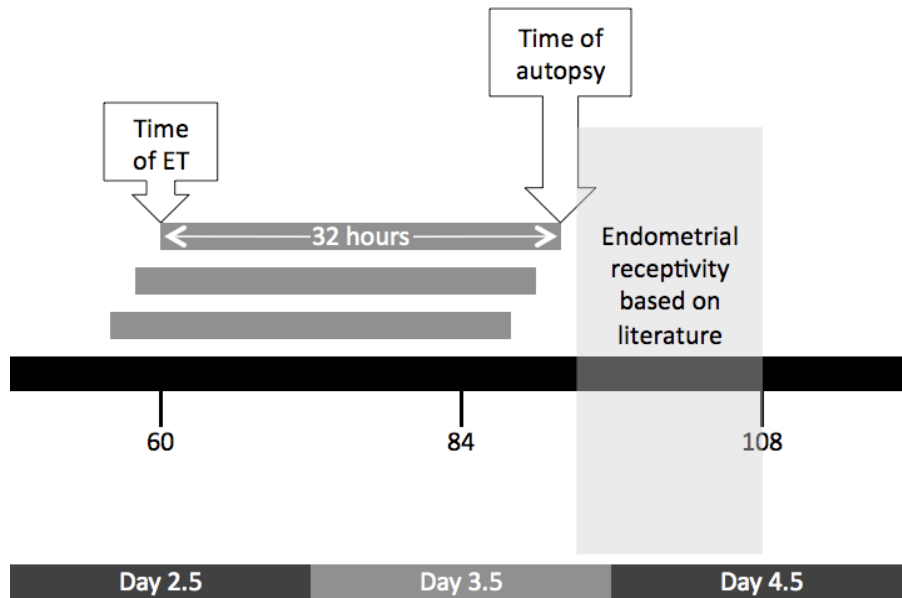 Time of
autopsy
Time
of ET
32 hours
Endometrial
receptivity
based on
literature
60
84
108
Day 2.5
Day 3.5
Day 4.5